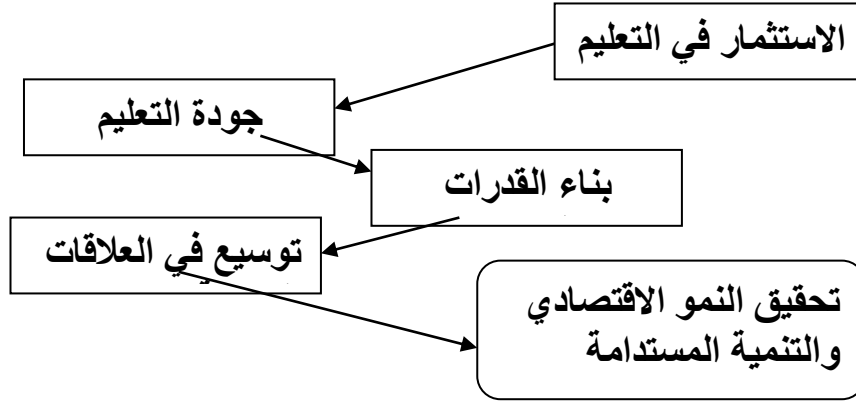 الاستثمار في التعليم
جودة التعليم
بناء القدرات
توسيع في العلاقات
تحقيق النمو الاقتصادي
والتنمية المستدامة